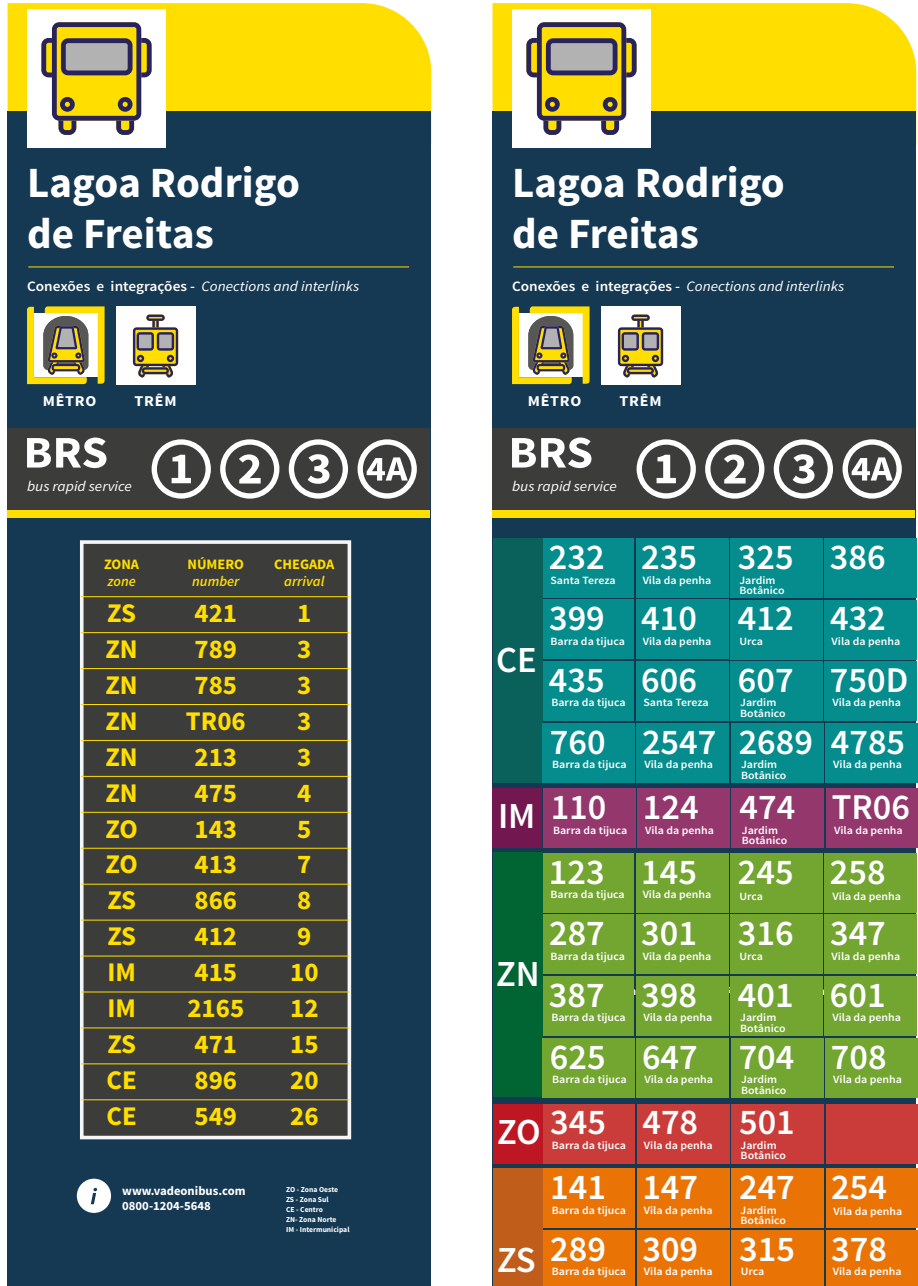 Lagoa Rodrigo
de Freitas
Conexões e integrações - Conections and interlinks
MÊTRO TRÊM
BRS
bus rapid service
1 2 3 4A
ZONA NÚMERO CHEGADA
zone number arrival
ZS 421 1
ZN 789 3
ZN 785 3
ZN TR06 3
ZN 213 3
ZN 475 4
ZO 143 5
ZO 413 7
ZS 866 8
ZS 412 9
IM 415 10
IM 2165 12
ZS 471 15
CE 896 20
CE 549 26
i
www.vadeonibus.com
0800-1204-5648
ZO - Zona Oeste
ZS - Zona Sul
CE - Centro
ZN- Zona Norte
IM - Intermunicipal
Lagoa Rodrigo
de Freitas
Conexões e integrações - Conections and interlinks
MÊTRO TRÊM
BRS
bus rapid service
1 2 3 4A
CE
232 235 325 386
Santa Tereza Vila da penha Jardim
Botânico
399 410 412 432
Barra da tijuca Vila da penha Urca Vila da penha
435 606 607 750D
Barra da tijuca Santa Tereza Jardim Vila da penha
Botânico
760 2547 2689 4785
Barra da tijuca Vila da penha Jardim Vila da penha
Botânico
IM
110 124 474 TR06
Barra da tijuca Vila da penha Jardim Vila da penha
Botânico
ZN
123 145 245 258
Barra da tijuca Vila da penha Urca Vila da penha
287 301 316 347
Barra da tijuca Vila da penha Urca Vila da penha
387 398 401 601
Barra da tijuca Vila da penha Jardim Vila da penha
Botânico
625 647 704 708
Barra da tijuca Vila da penha Jardim Vila da penha
Botânico
ZO
345 478 501
Barra da tijuca Vila da penha Jardim
Botânico
ZS
141 147 247 254
Barra da tijuca Vila da penha Jardim Vila da penha
Botânico
289 309 315 378
Barra da tijuca Vila da penha Urca Vila da penha